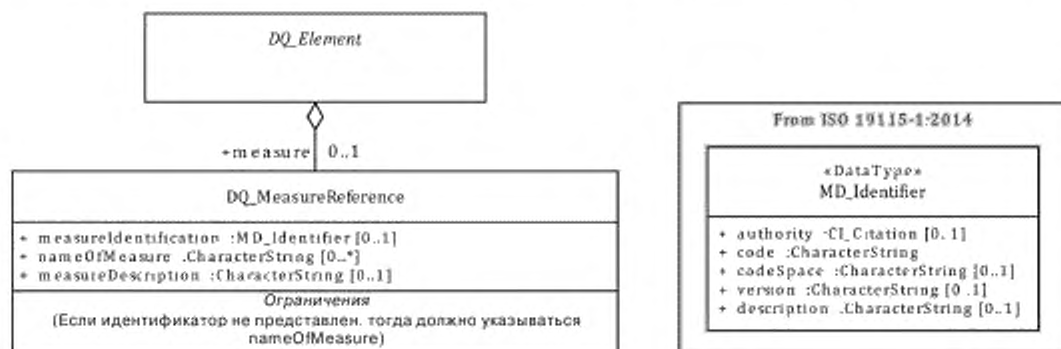 DQ_Element
+measure 0..1
DQ_MeasureReference
+ measureIdentification :MD_Identifier [0..1]
+ nameOfMeasure .CharacterString [0..*]
+ measureDescription :CharacterString [0..1]
Ограничения
(Если идентификатор не представлен. тогда должно указываться
nameOfMeasure)
From ISO 19115-1:2014
«DataType»
MD_Identifier
+ authority :CI_Citation [0..1]
+ code :CharacterString
+ codeSpace :CharacterString [0..1]
+ version :CharacterString [0..1]
+ description .CharacterString [0..1]